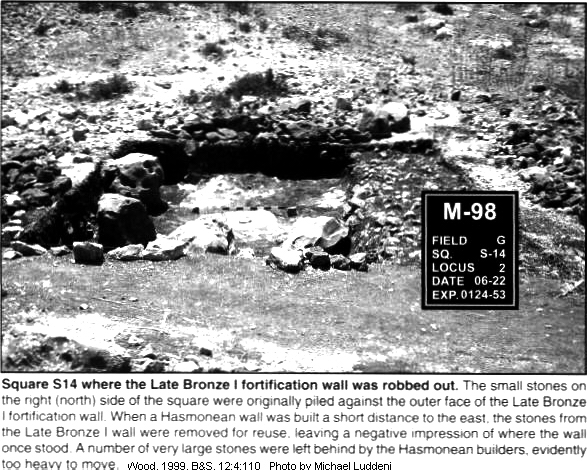 M-98
FIELD G
SQ. S-14
LOCUS 2
DATE 06-22
EXP. 0124-53
Square S14 where the Late Bronze I fortification wall was robbed out. The small stones on
the right (north) side of the square were originally piled against the outer face of the Late Bronze
I fortification wall. When a Hasmonean wall was built a short distance to the east, the stones from
the Late Bronze I wall were removed for reuse, leaving a negative impression of where the wall
once stood. A number of very large stones were left behind by the Hasmonean builders, evidently
too heavy to move. Wood, 1999, B&S, 12:4:110 Photo by Michael Luddeni